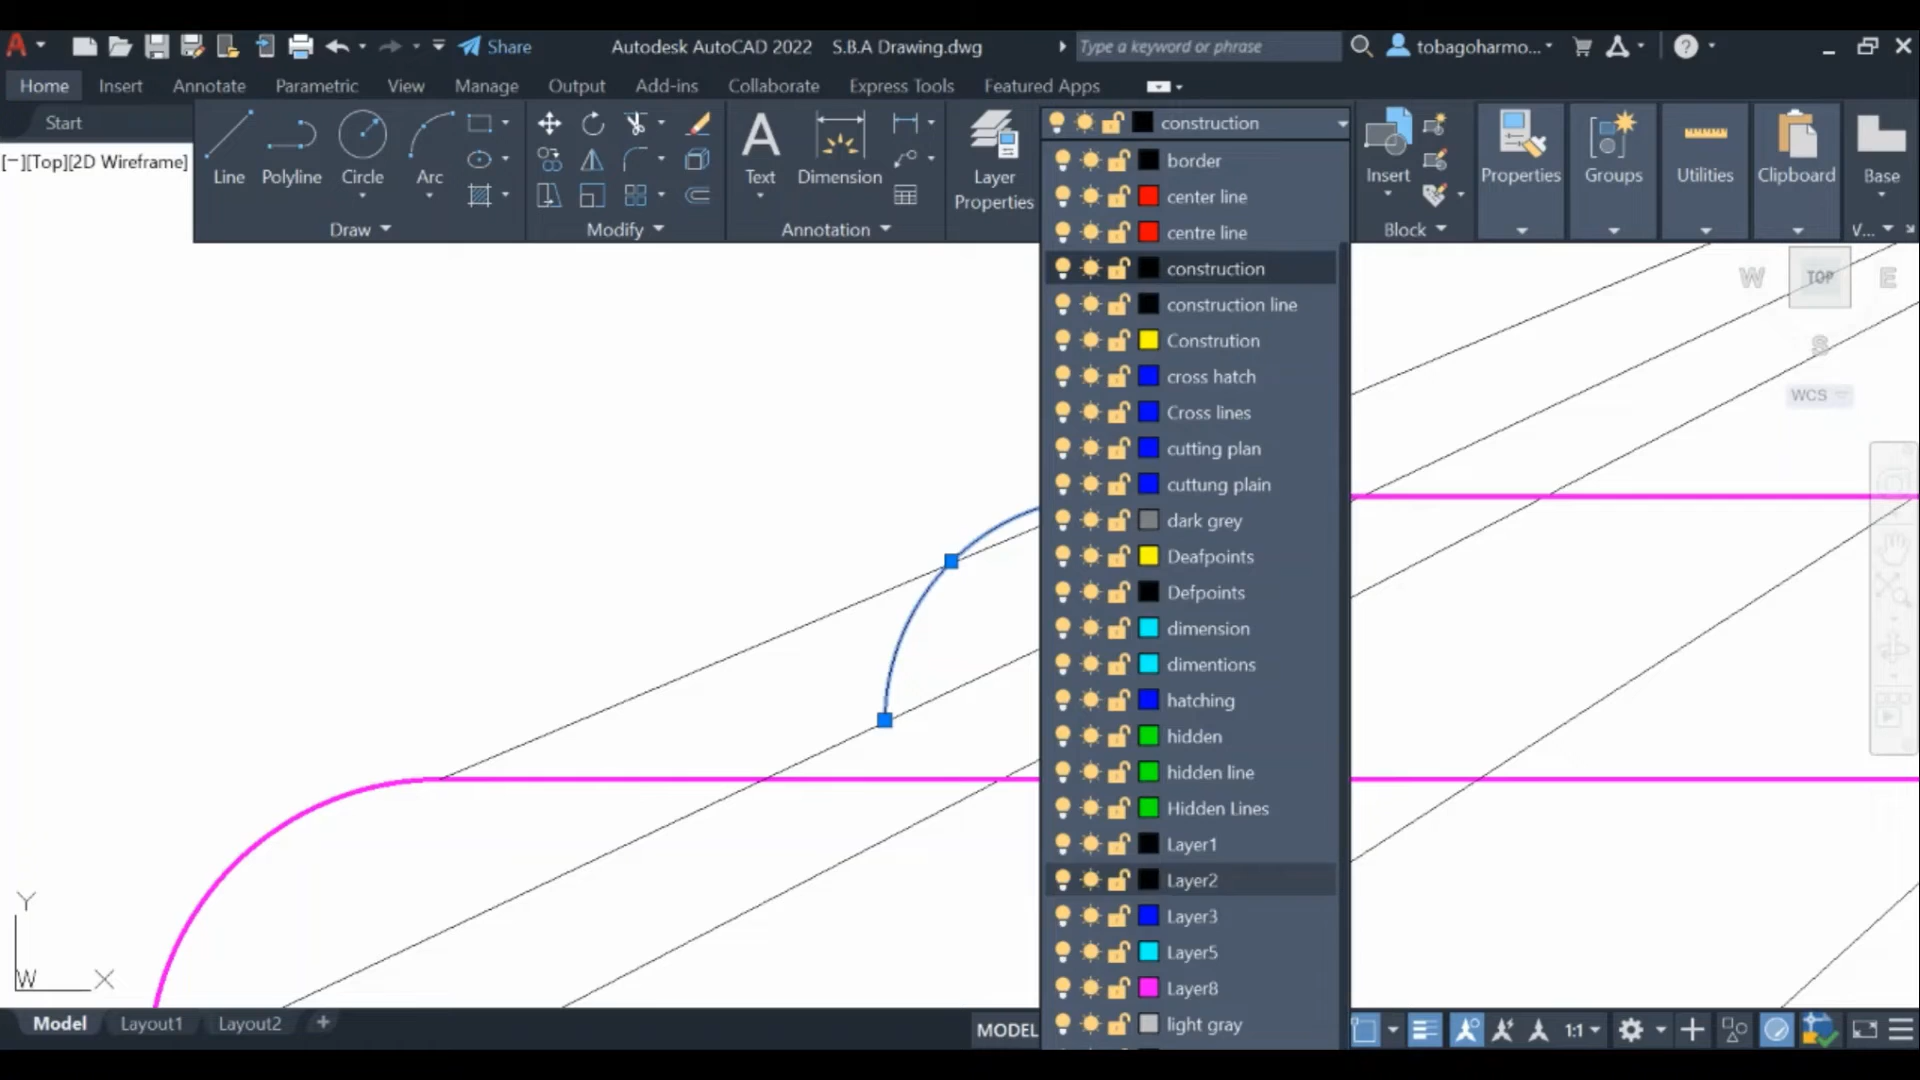 Share
Autodesk AutoCAD 2022 S.B.A Drawing.dwg
Type a keyword or phrase
tobagoharmo...
Home Insert Annotate Parametric View Manage Output Add-ins Collaborate Express Tools Featured Apps
Start
[−][Top][2D Wireframe]
Line Polyline Circle Arc
Text Dimension
Layer Properties
Insert Properties Groups Utilities Clipboard Base
Draw Modify Annotation Block V...
construction
border
center line
centre line
construction
construction line
Constrution
cross hatch
Cross lines
cutting plan
cuttung plain
dark grey
Deafpoints
Defpoints
dimension
dimentions
hatching
hidden
hidden line
Hidden Lines
Layer1
Layer2
Layer3
Layer5
Layer8
light gray
W TOP E
S
WCS
Y
W X
Model Layout1 Layout2 +
MODEL 1:1